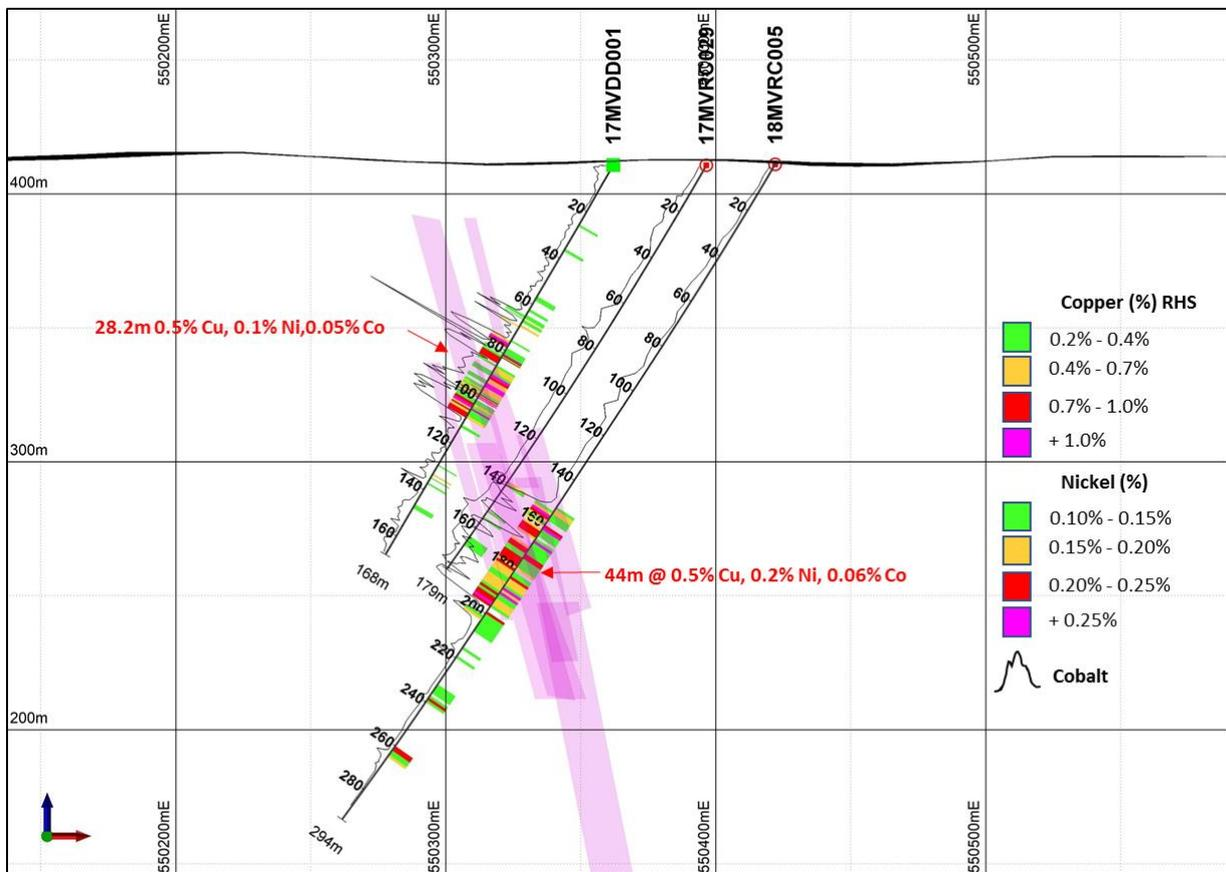 550200mE
550300mE
550500mE
17MVDD001
17MVRC029
18MVRC005
400m
300m
200m
20
40
60
80
100
120
140
160
168m
20
40
60
80
100
120
140
160
179m
20
40
60
80
100
120
140
160
180
200
220
240
260
280
294m
28.2m 0.5% Cu, 0.1% Ni,0.05% Co
44m @ 0.5% Cu, 0.2% Ni, 0.06% Co
Copper (%) RHS
0.2% - 0.4%
0.4% - 0.7%
0.7% - 1.0%
+ 1.0%
Nickel (%)
0.10% - 0.15%
0.15% - 0.20%
0.20% - 0.25%
+ 0.25%
Cobalt
550200mE
550300mE
550400mE
550500mE